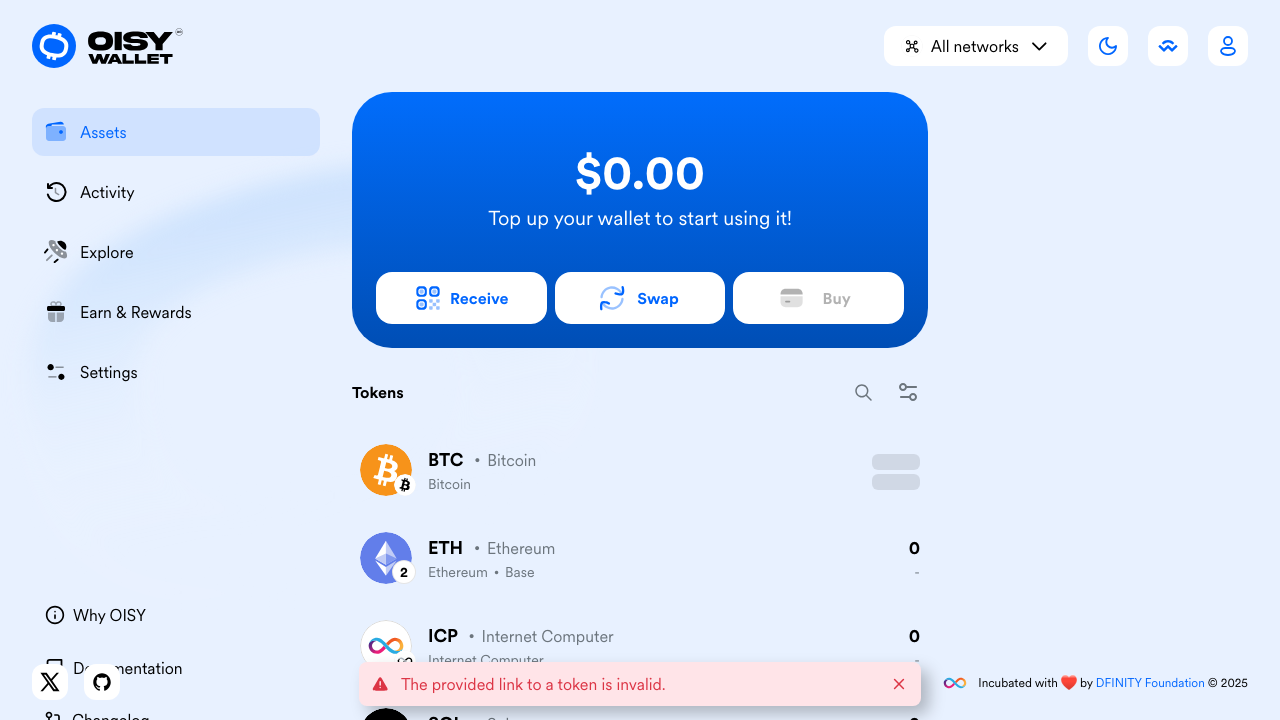 OISY
WALLET
All networks
Assets
Activity
Explore
Earn & Rewards
Settings
$0.00
Top up your wallet to start using it!
Receive
Swap
Buy
Tokens
BTC • Bitcoin
Bitcoin
ETH • Ethereum
0
2
Ethereum • Base
-
ICP • Internet Computer
0
Internet Computer
-
Why OISY
Documentation
The provided link to a token is invalid.
Incubated with ❤️ by DFINITY Foundation © 2025
Changelog